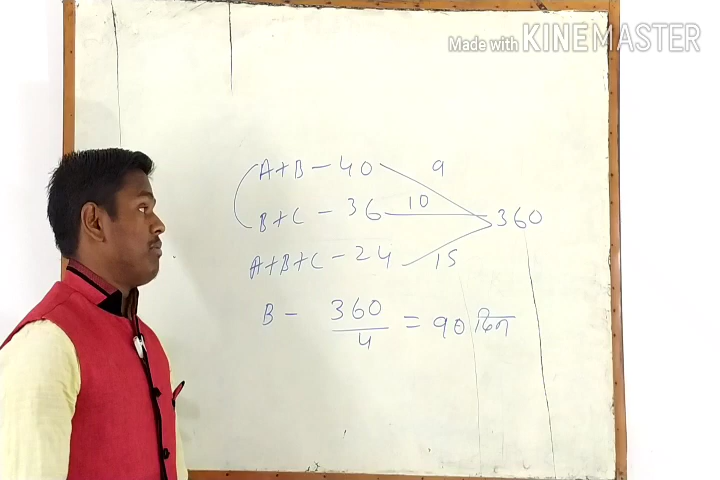 Made with KINEMASTER
A+B - 40 9
B+C - 36 10 360
A+B+C - 24 15
B - 360/4 = 90 दिन